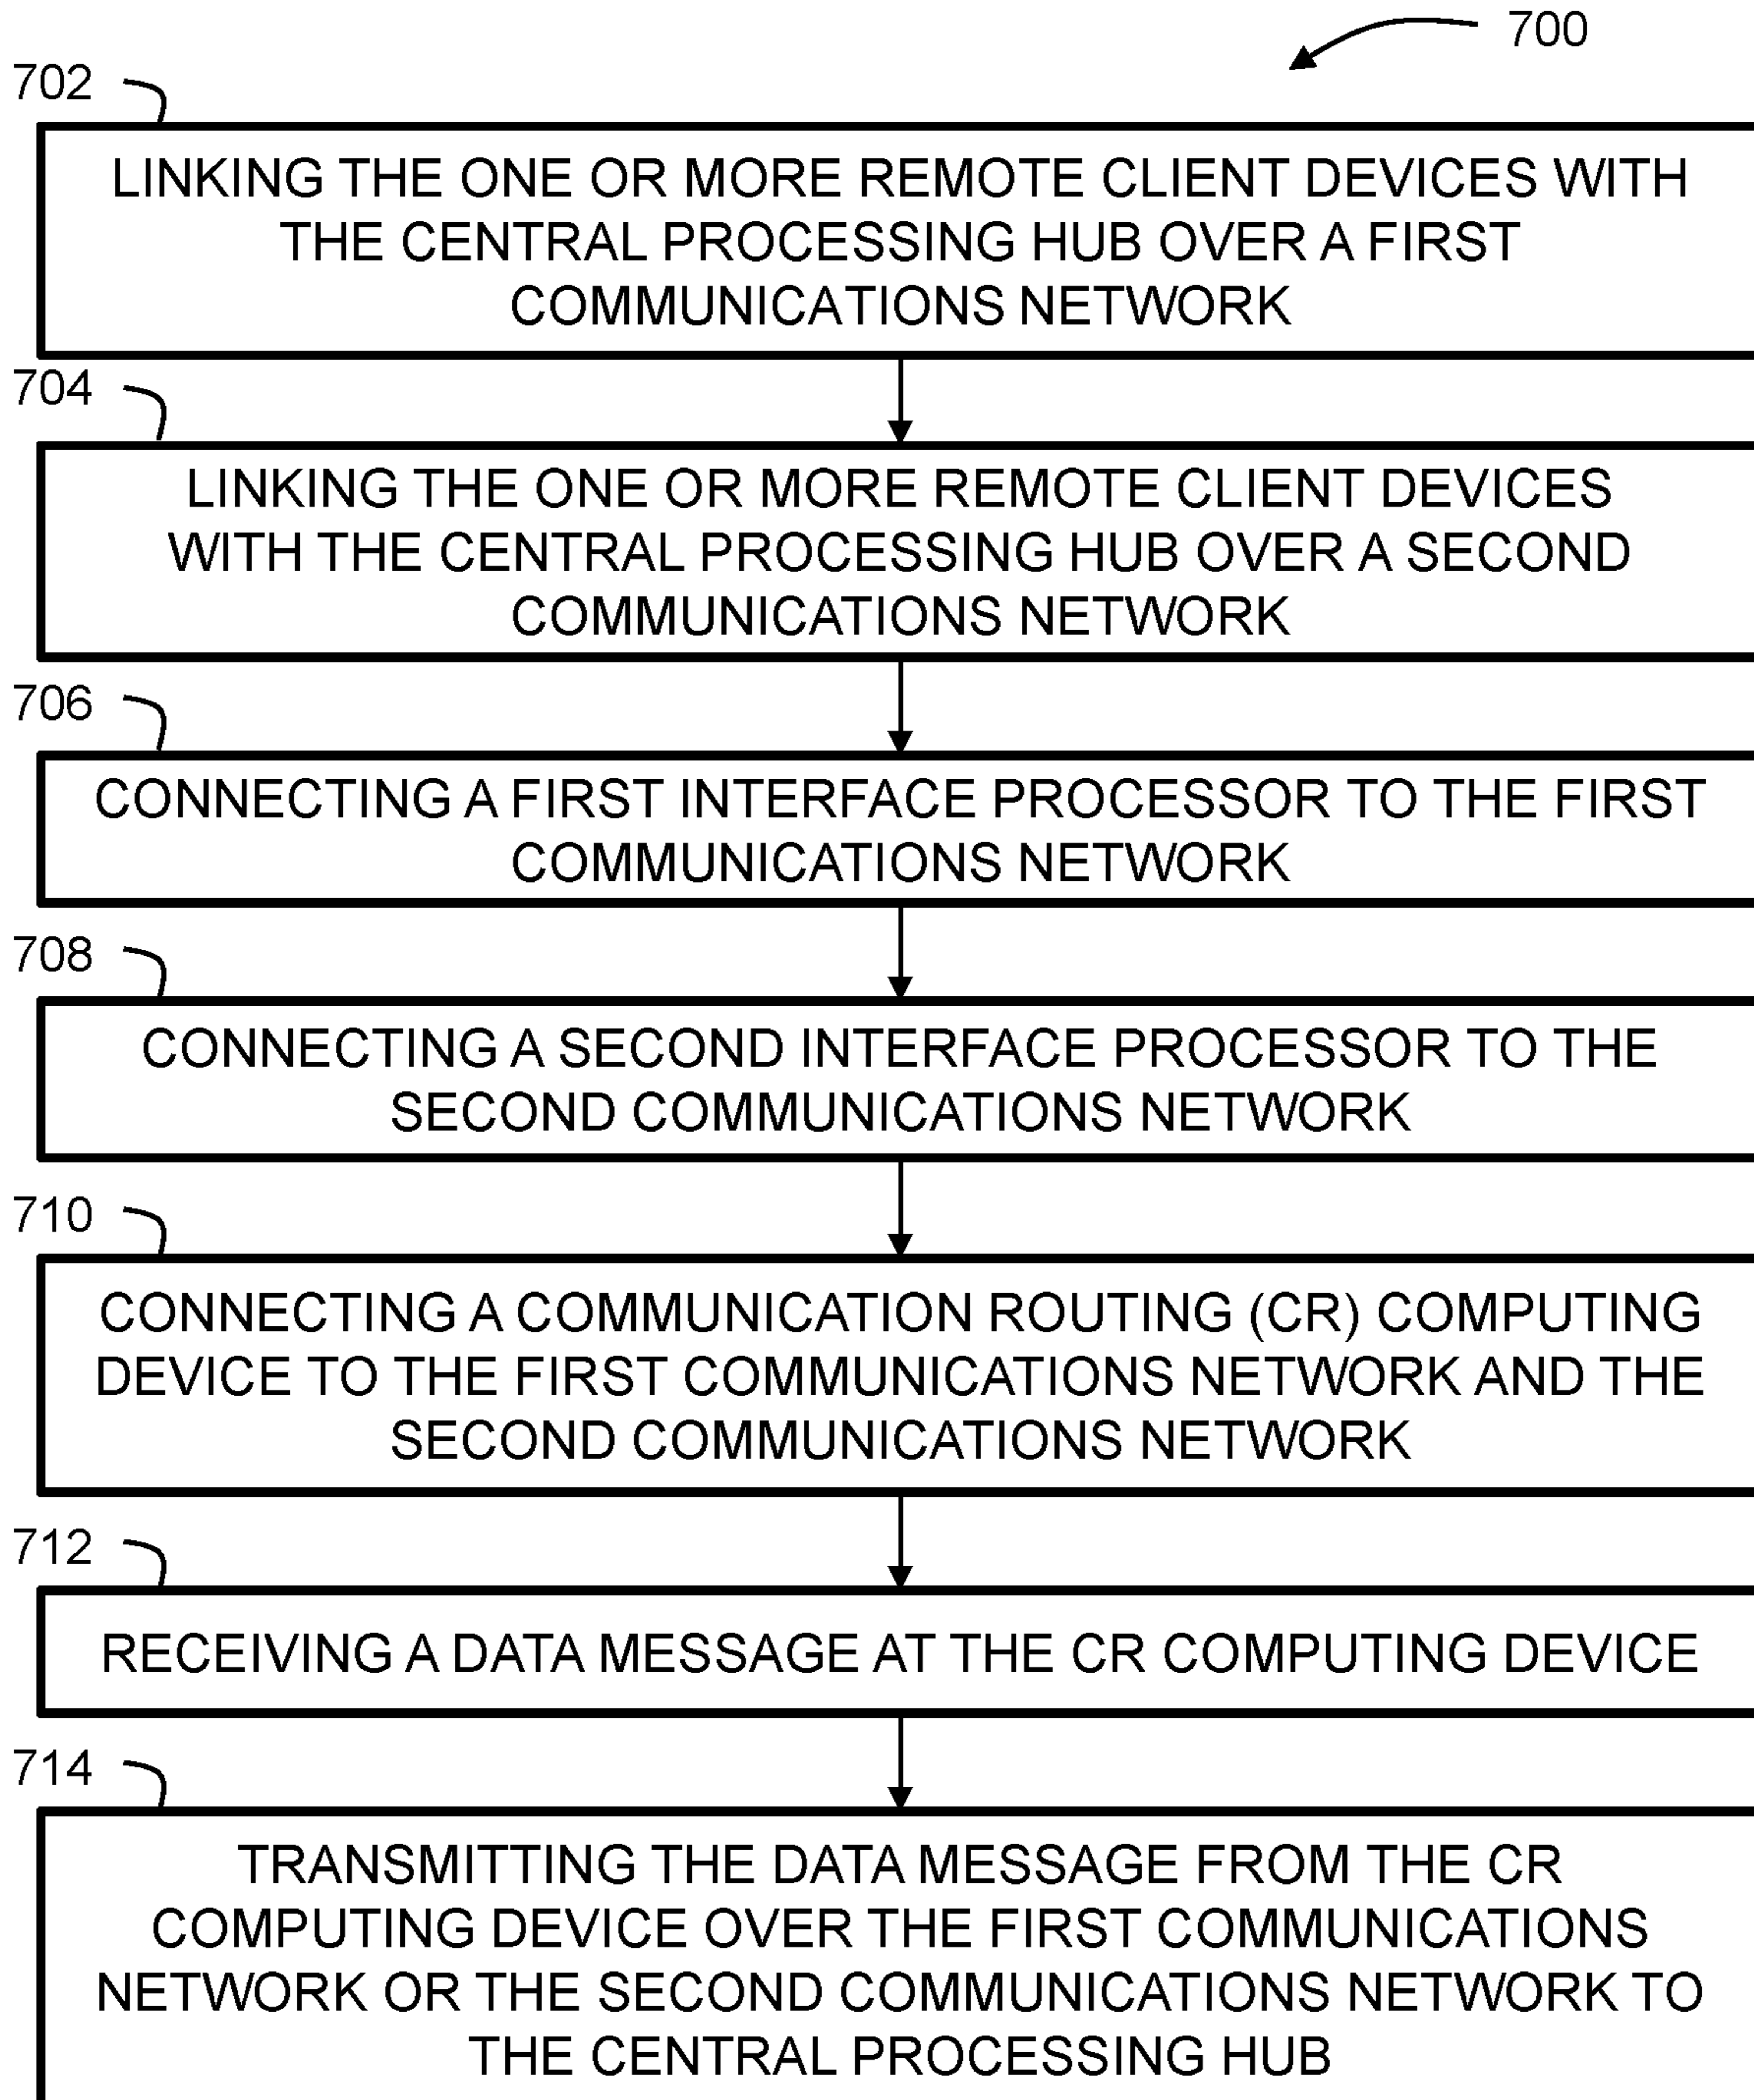 700
702
LINKING THE ONE OR MORE REMOTE CLIENT DEVICES WITH
THE CENTRAL PROCESSING HUB OVER A FIRST
COMMUNICATIONS NETWORK
704
LINKING THE ONE OR MORE REMOTE CLIENT DEVICES
WITH THE CENTRAL PROCESSING HUB OVER A SECOND
COMMUNICATIONS NETWORK
706
CONNECTING A FIRST INTERFACE PROCESSOR TO THE FIRST
COMMUNICATIONS NETWORK
708
CONNECTING A SECOND INTERFACE PROCESSOR TO THE
SECOND COMMUNICATIONS NETWORK
710
CONNECTING A COMMUNICATION ROUTING (CR) COMPUTING
DEVICE TO THE FIRST COMMUNICATIONS NETWORK AND THE
SECOND COMMUNICATIONS NETWORK
712
RECEIVING A DATA MESSAGE AT THE CR COMPUTING DEVICE
714
TRANSMITTING THE DATA MESSAGE FROM THE CR
COMPUTING DEVICE OVER THE FIRST COMMUNICATIONS
NETWORK OR THE SECOND COMMUNICATIONS NETWORK TO
THE CENTRAL PROCESSING HUB